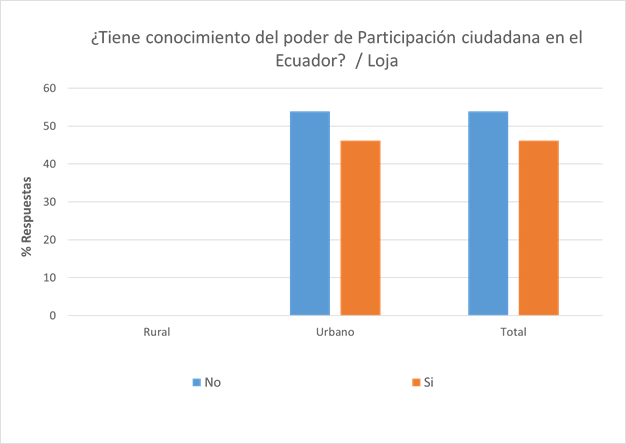 ¿Tiene conocimiento del poder de Participación ciudadana en el
Ecuador?  / Loja
60
50
40
30
20
10
0
% Respuestas
Rural
Urbano
Total
No
Si